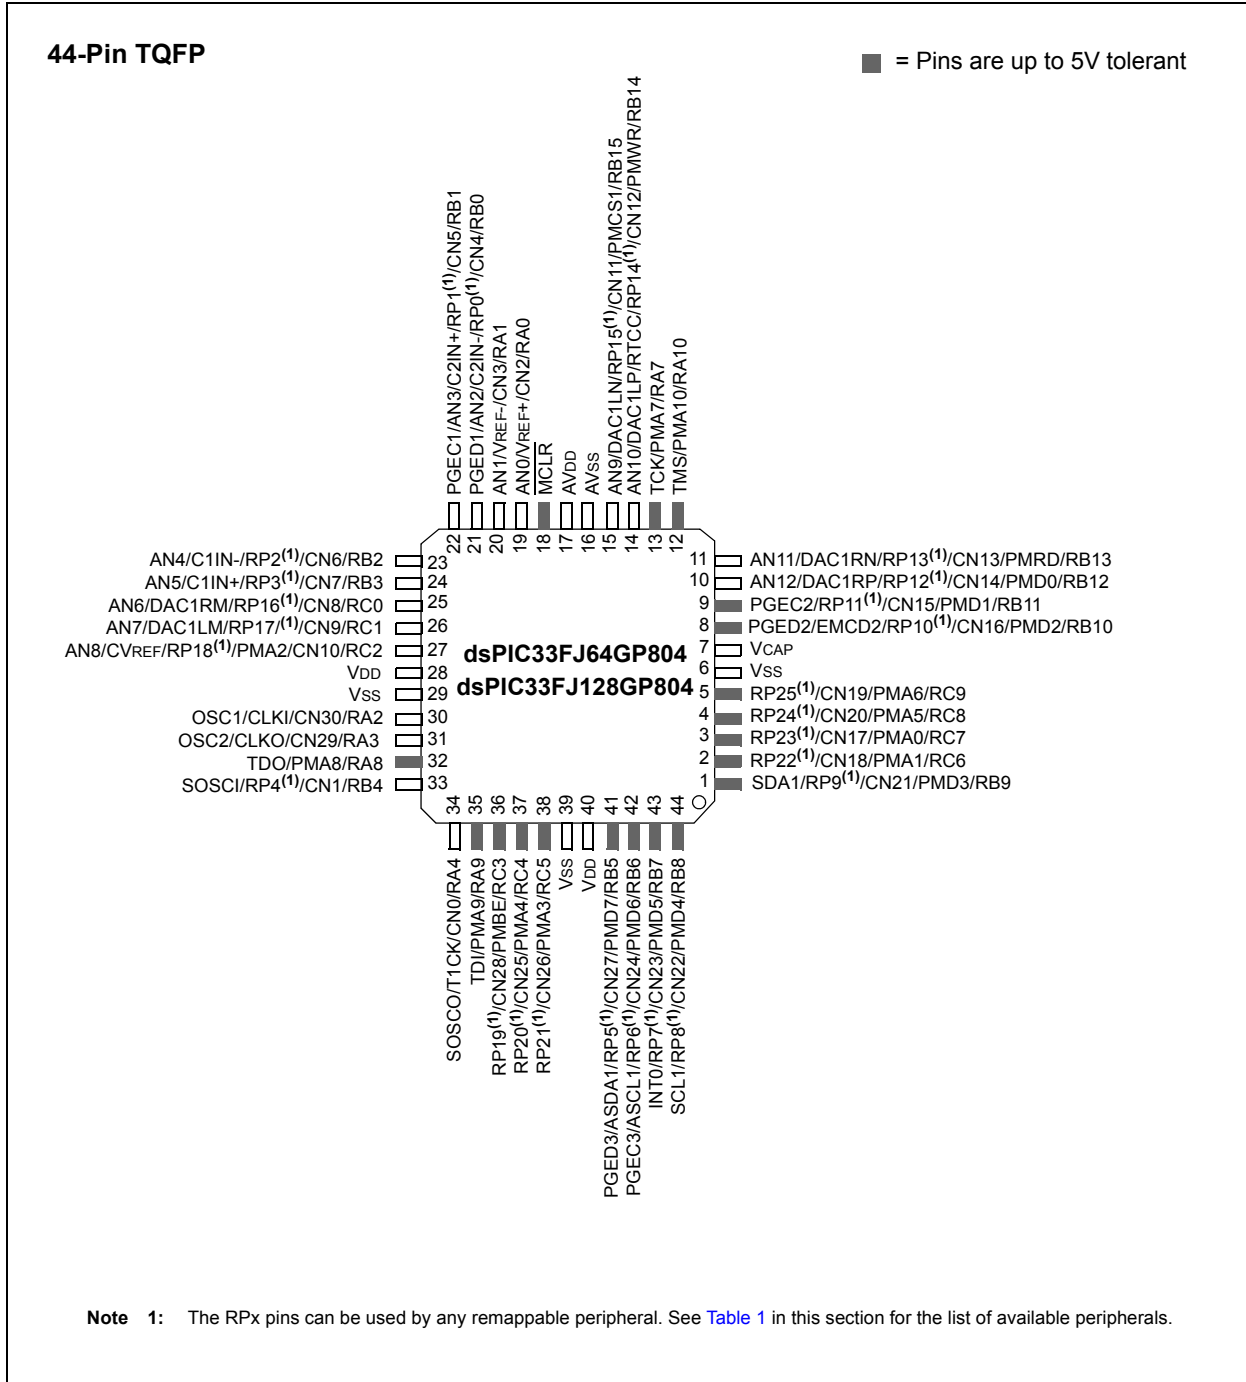 44-Pin TQFP
= Pins are up to 5V tolerant
PGEC1/AN3/C2IN+/RP1(1)/CN5/RB1
PGED1/AN2/C2IN-/RP0(1)/CN4/RB0
AN1/VREF-/CN3/RA1
AN0/VREF+/CN2/RA0
MCLR
AVDD
AVSS
AN9/DAC1LN/RP15(1)/CN11/PMCS1/RB15
AN10/DAC1LP/RTCC/RP14(1)/CN12/PMWR/RB14
TCK/PMA7/RA7
TMS/PMA10/RA10
22 21 20 19 18 17 16 15 14 13 12
AN4/C1IN-/RP2(1)/CN6/RB2 23
AN5/C1IN+/RP3(1)/CN7/RB3 24
AN6/DAC1RM/RP16(1)/CN8/RC0 25
AN7/DAC1LM/RP17/(1)/CN9/RC1 26
AN8/CVREF/RP18(1)/PMA2/CN10/RC2 27
VDD 28
VSS 29
OSC1/CLKI/CN30/RA2 30
OSC2/CLKO/CN29/RA3 31
TDO/PMA8/RA8 32
SOSCI/RP4(1)/CN1/RB4 33
dsPIC33FJ64GP804
dsPIC33FJ128GP804
11 AN11/DAC1RN/RP13(1)/CN13/PMRD/RB13
10 AN12/DAC1RP/RP12(1)/CN14/PMD0/RB12
9 PGEC2/RP11(1)/CN15/PMD1/RB11
8 PGED2/EMCD2/RP10(1)/CN16/PMD2/RB10
7 VCAP
6 VSS
5 RP25(1)/CN19/PMA6/RC9
4 RP24(1)/CN20/PMA5/RC8
3 RP23(1)/CN17/PMA0/RC7
2 RP22(1)/CN18/PMA1/RC6
1 SDA1/RP9(1)/CN21/PMD3/RB9
34 35 36 37 38 39 40 41 42 43 44
SOSCO/T1CK/CN0/RA4
TDI/PMA9/RA9
RP19(1)/CN28/PMBE/RC3
RP20(1)/CN25/PMA4/RC4
RP21(1)/CN26/PMA3/RC5
VSS
VDD
PGED3/ASDA1/RP5(1)/CN27/PMD7/RB5
PGEC3/ASCL1/RP6(1)/CN24/PMD6/RB6
INT0/RP7(1)/CN23/PMD5/RB7
SCL1/RP8(1)/CN22/PMD4/RB8
Note 1: The RPx pins can be used by any remappable peripheral. See Table 1 in this section for the list of available peripherals.